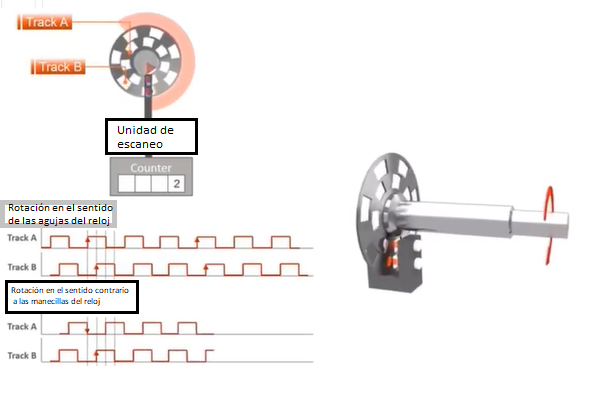 Track A
Track B
Unidad de
escaneo
Counter
2
Rotación en el sentido
de las agujas del reloj
Track A
Track B
Rotación en el sentido contrario
a las manecillas del reloj
Track A
Track B